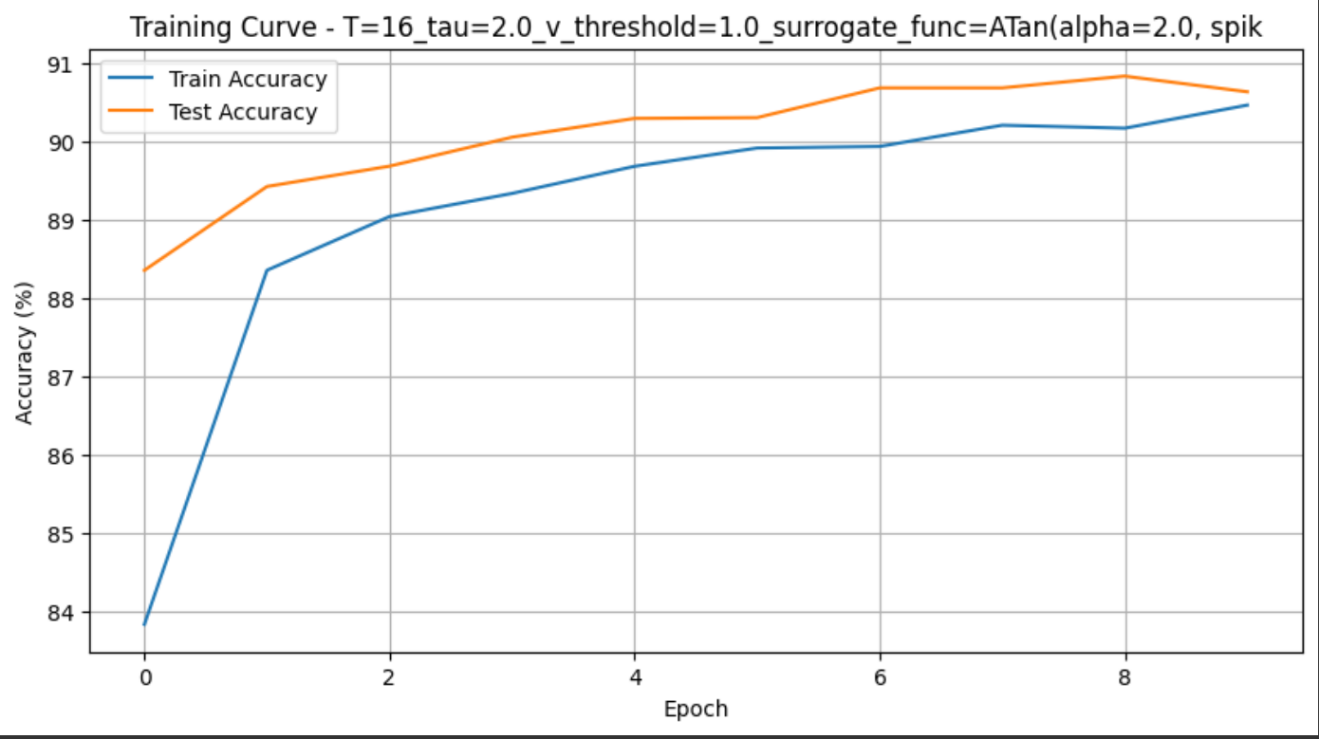 Training Curve - T=16_tau=2.0_v_threshold=1.0_surrogate_func=ATan(alpha=2.0, spik
Train Accuracy
Test Accuracy
Accuracy (%)
91
90
89
88
87
86
85
84
0 2 4 6 8
Epoch